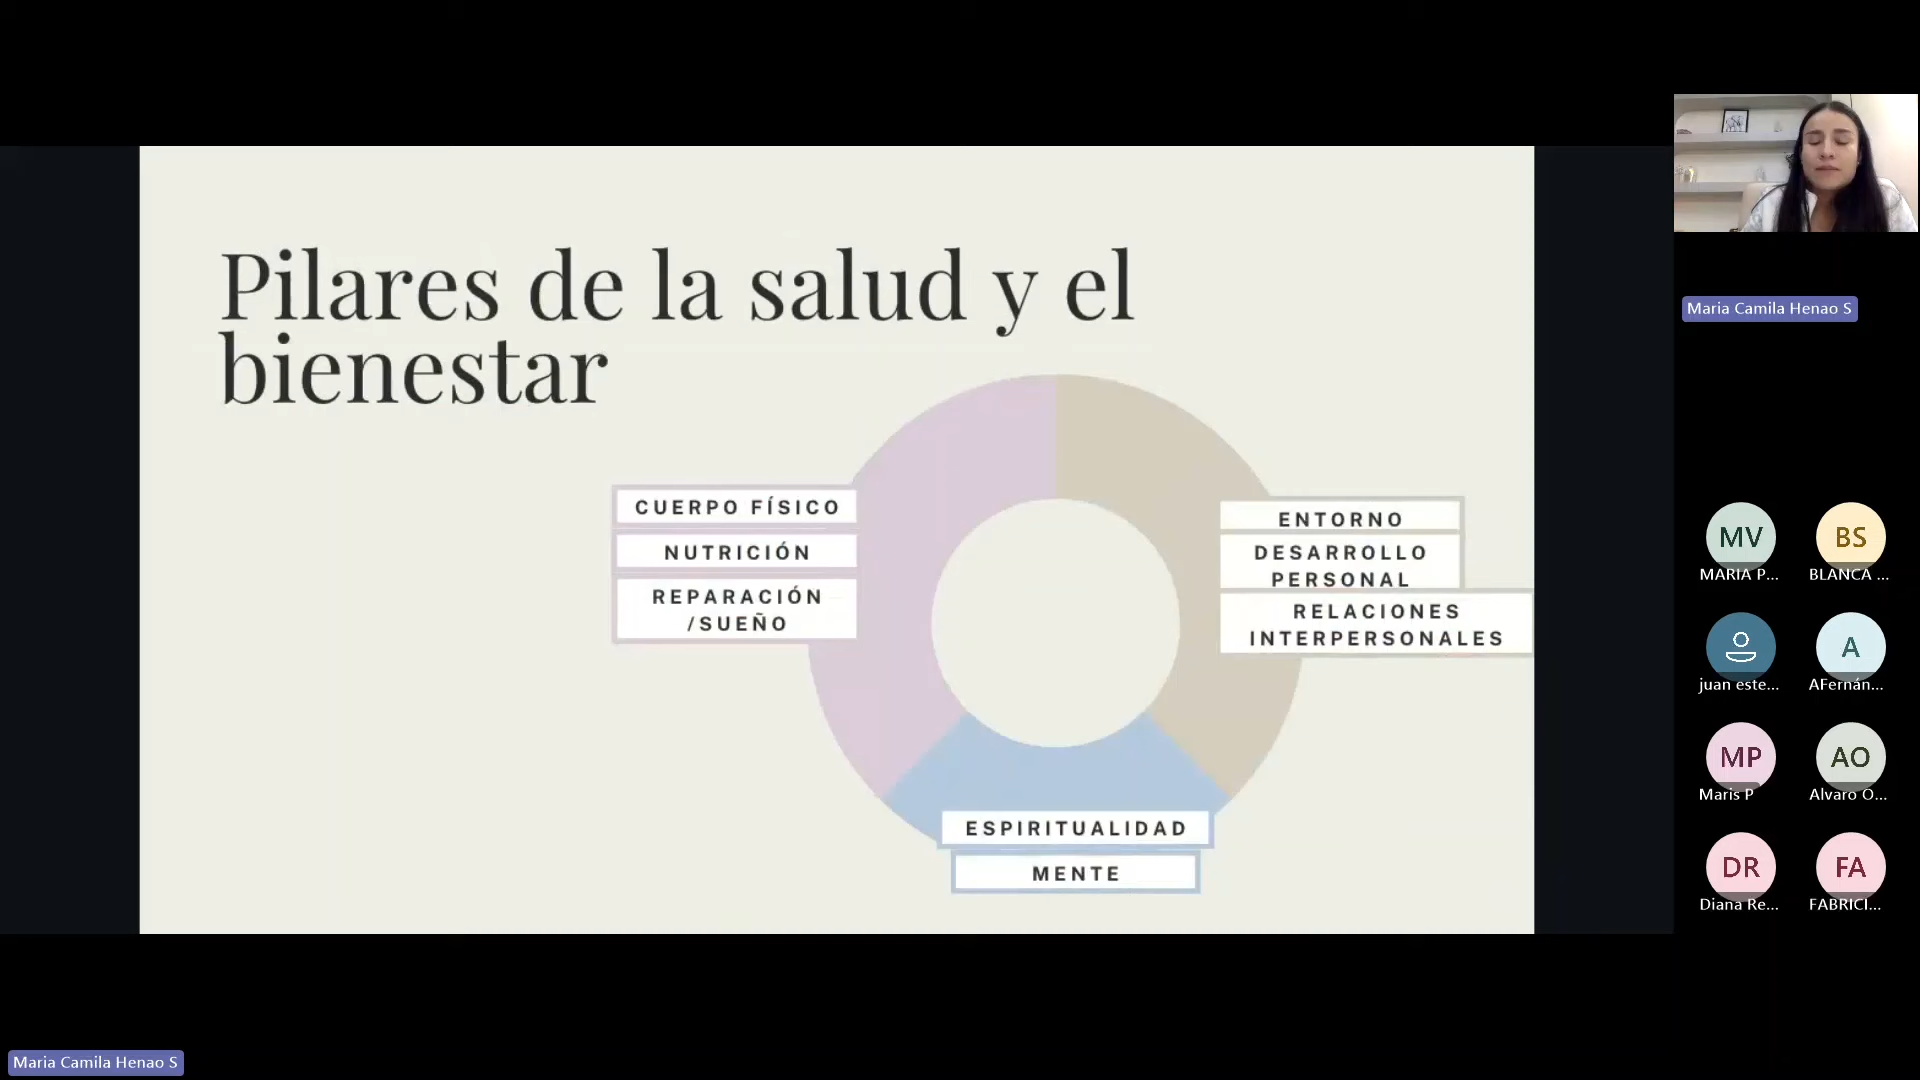 Pilares de la salud y el
bienestar
CUERPO FÍSICO
NUTRICIÓN
REPARACIÓN
/SUEÑO
ENTORNO
DESARROLLO
PERSONAL
RELACIONES
INTERPERSONALES
ESPIRITUALIDAD
MENTE
Maria Camila Henao S
MV
MARIA P...
BS
BLANCA ...
juan este...
A
AFernán...
MP
Maris P
AO
Alvaro O...
DR
Diana Re...
FA
FABRICI...
Maria Camila Henao S